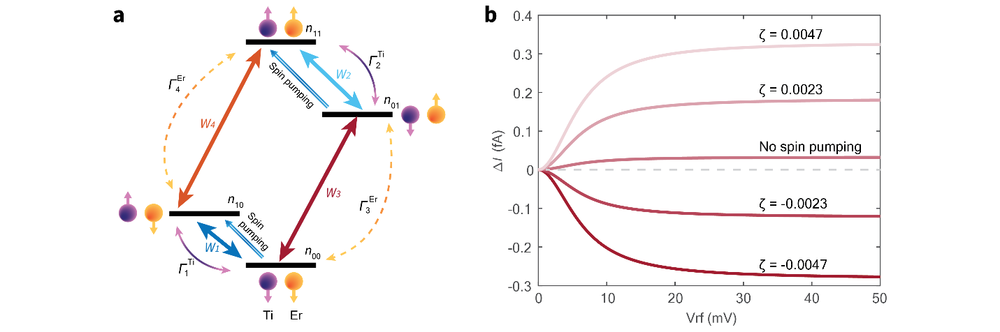 a
n11
Γ2Ti
W2
Spin pumping
Γ4Er
n01
W4
W3
Γ3Er
n10
Spin
pumping
W1
n00
Γ1Ti
Ti
Er
b
0.4
0.3
0.2
0.1
0
-0.1
-0.2
-0.3
ΔI (fA)
ζ = 0.0047
ζ = 0.0023
No spin pumping
ζ = -0.0023
ζ = -0.0047
0
10
20
30
40
50
Vrf (mV)